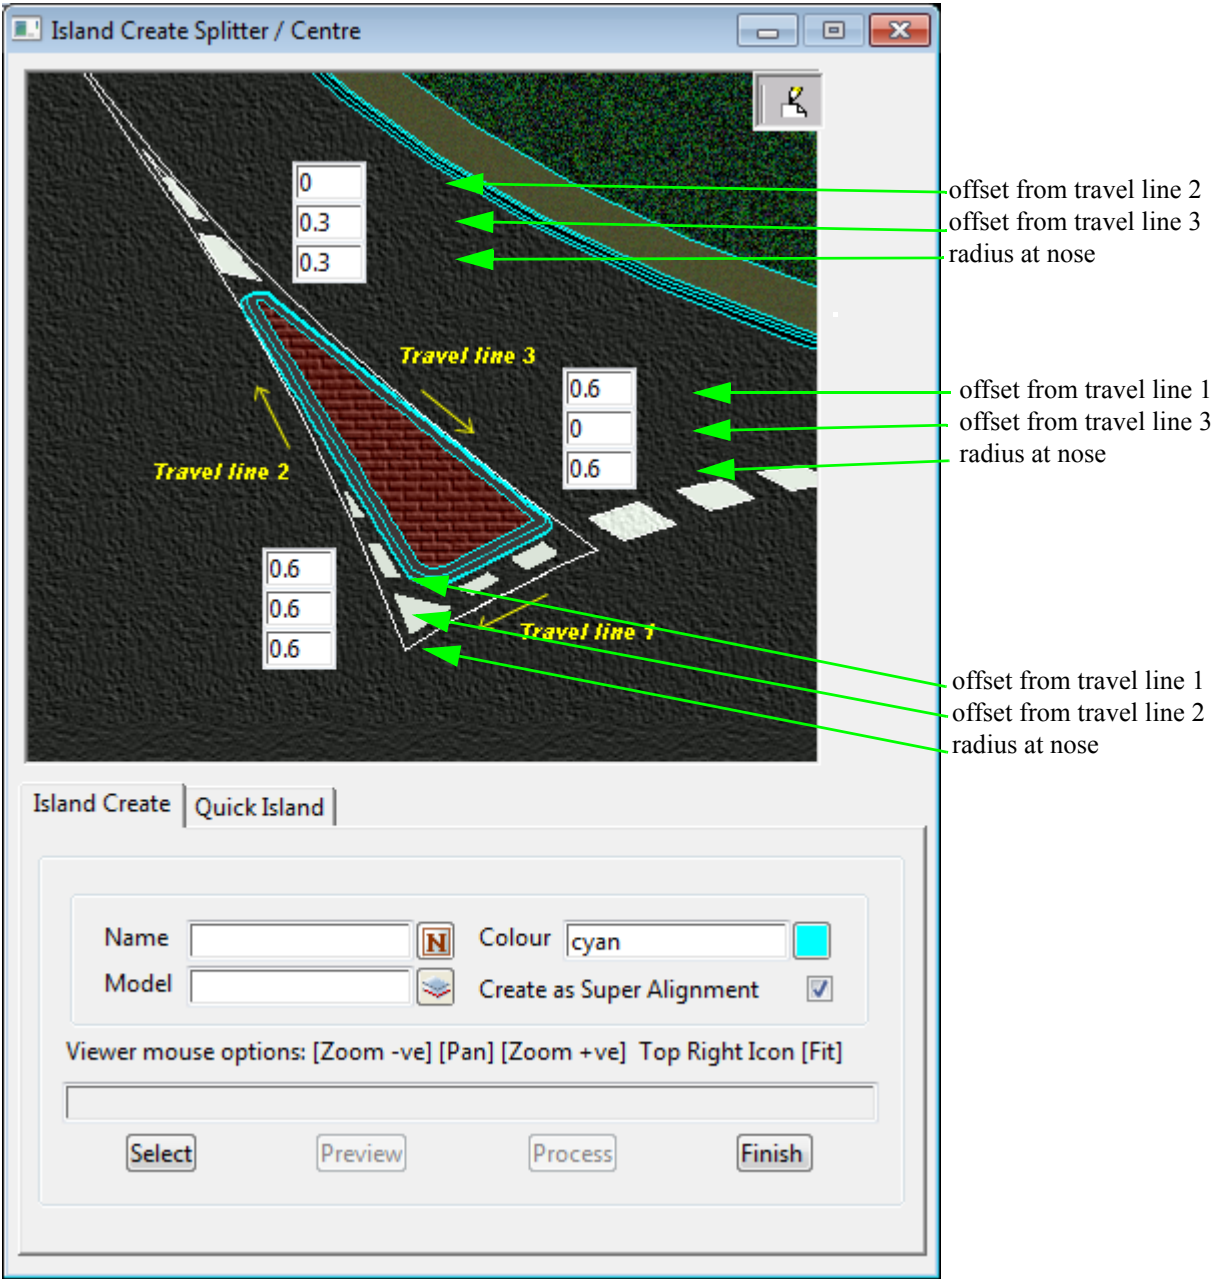 Island Create Splitter / Centre
0
0.3
0.3
offset from travel line 2
offset from travel line 3
radius at nose
Travel line 3
0.6
0
0.6
offset from travel line 1
offset from travel line 3
radius at nose
Travel line 2
0.6
0.6
0.6
Travel line 1
offset from travel line 1
offset from travel line 2
radius at nose
Island Create
Quick Island
Name
N
Colour
cyan
Model
Create as Super Alignment
Viewer mouse options: [Zoom -ve] [Pan] [Zoom +ve] Top Right Icon [Fit]
Select
Preview
Process
Finish